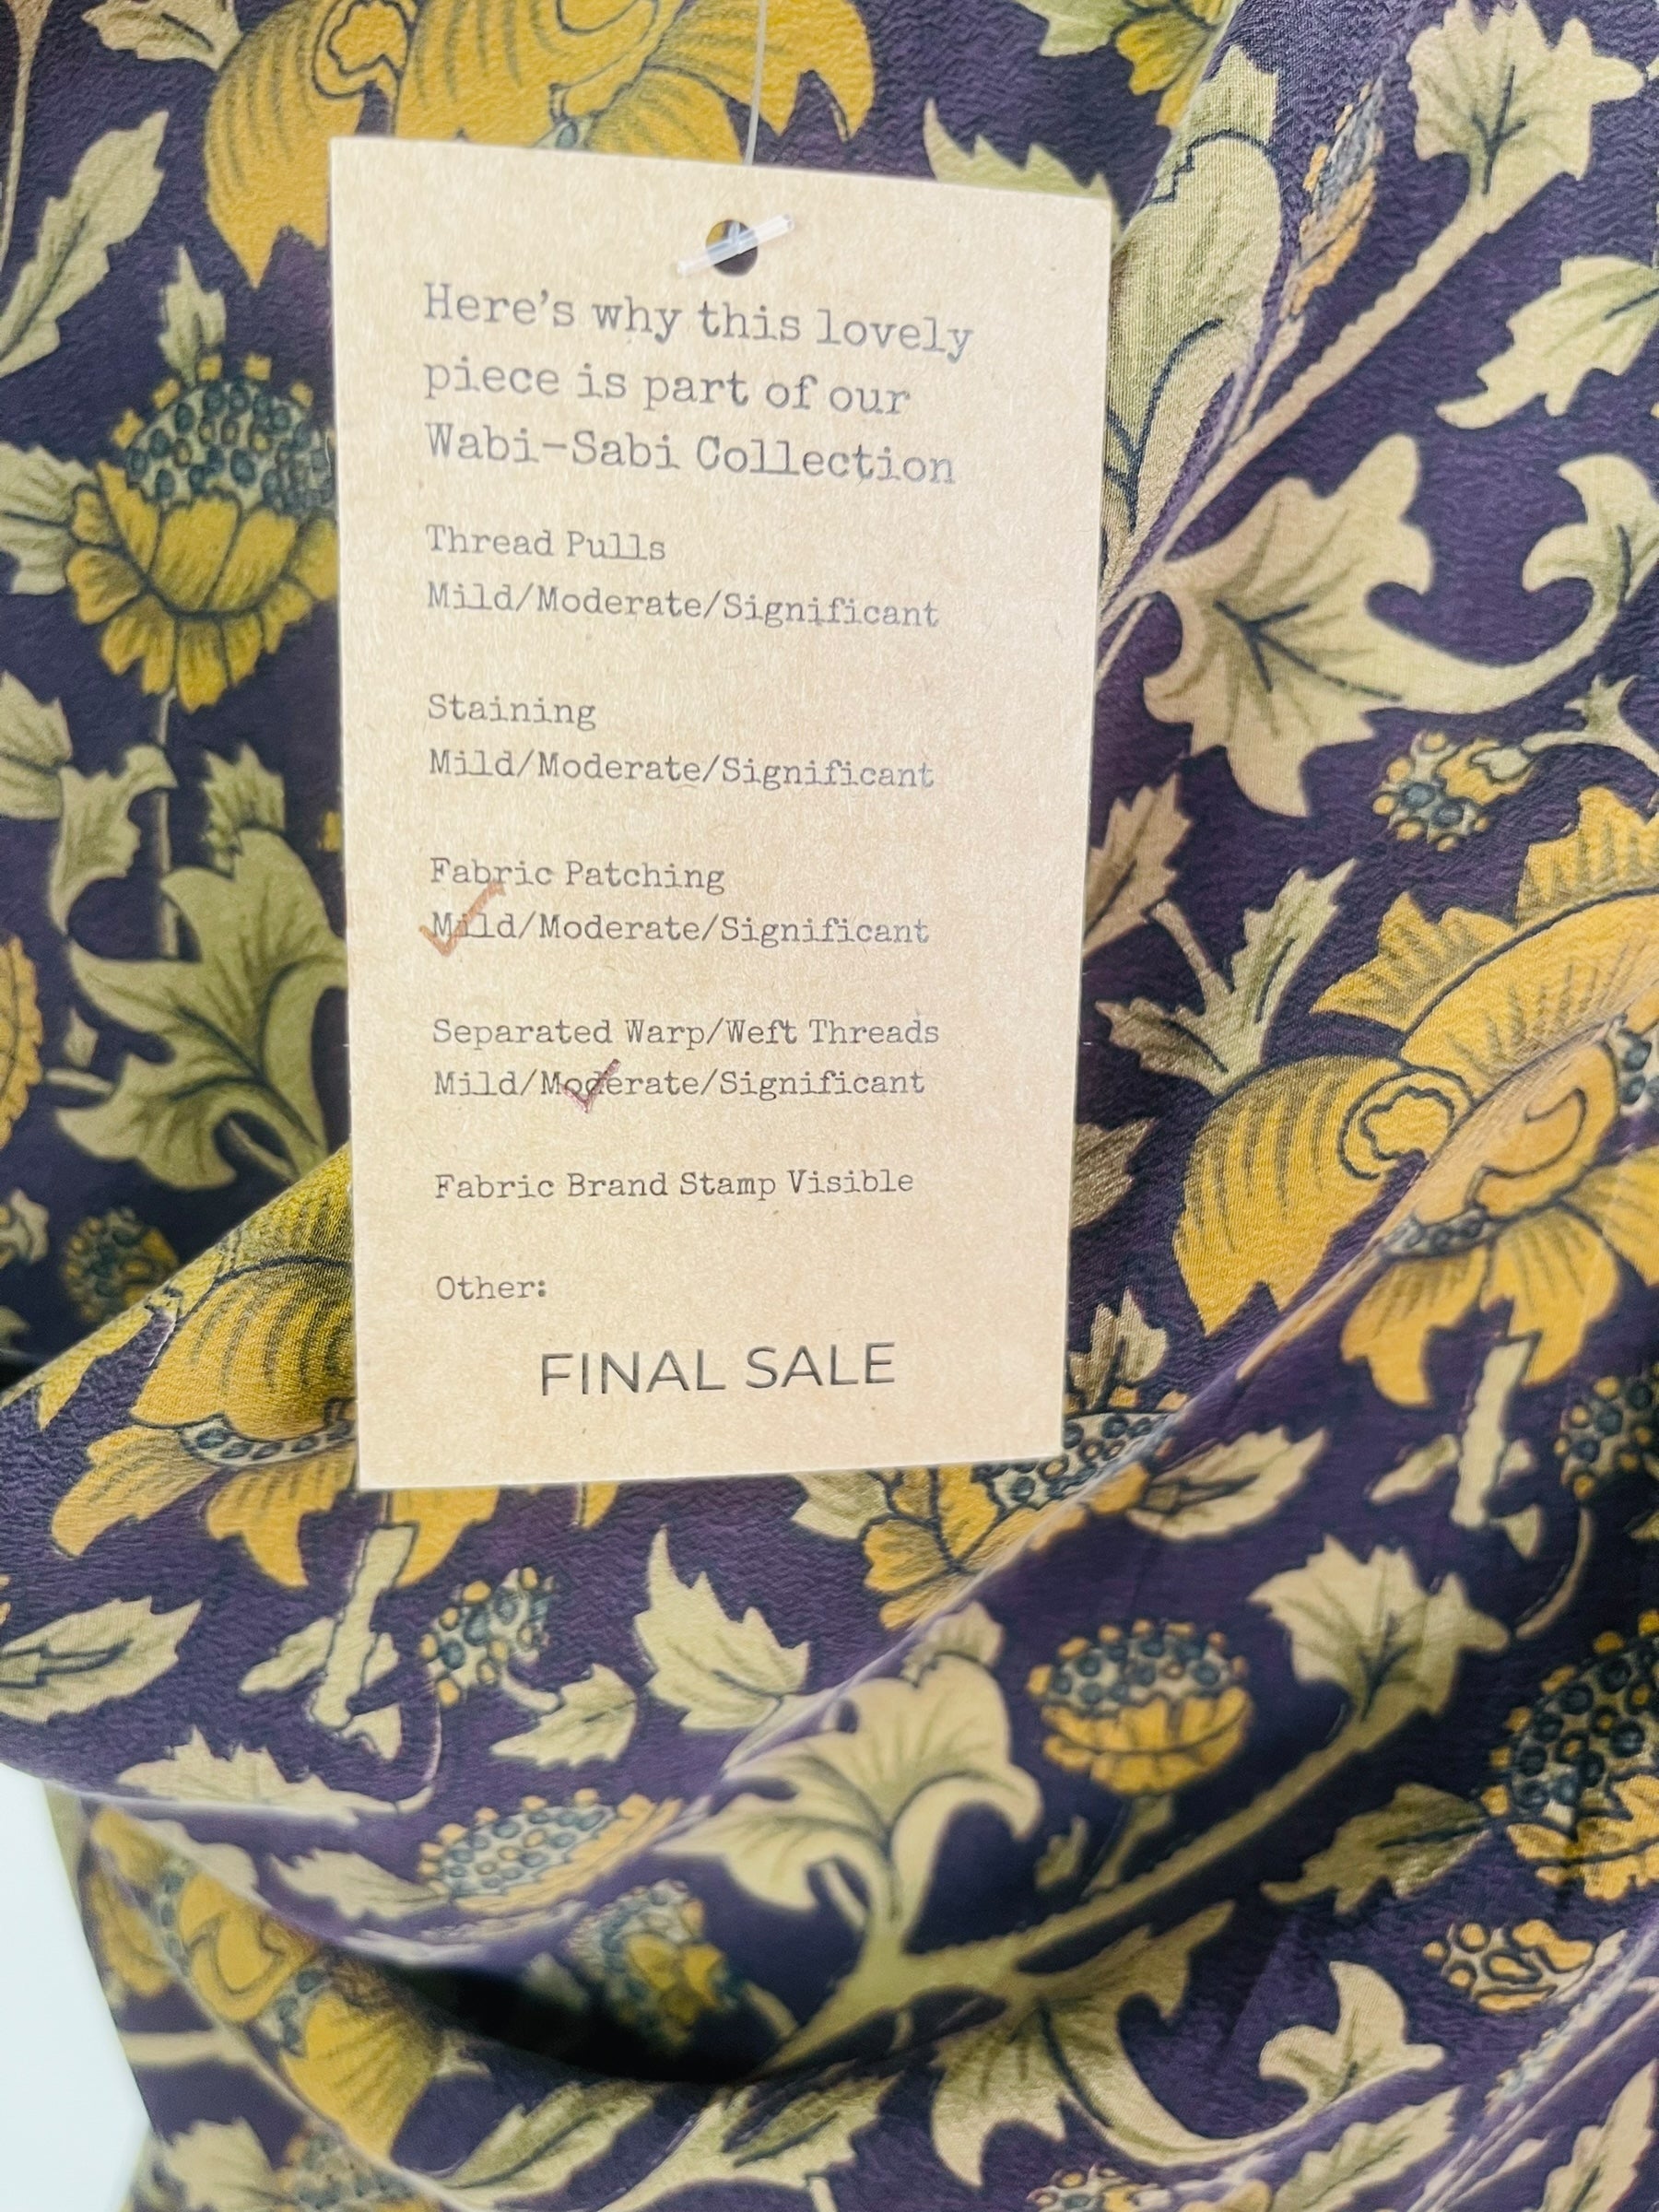 Here's why this lovely
piece is part of our
Wabi-Sabi Collection
Thread Pulls
Mild/Moderate/Significant
Staining
Mild/Moderate/Significant
Fabric Patching
Mild/Moderate/Significant
Separated Warp/Weft Threads
Mild/Moderate/Significant
Fabric Brand Stamp Visible
Other:
FINAL SALE